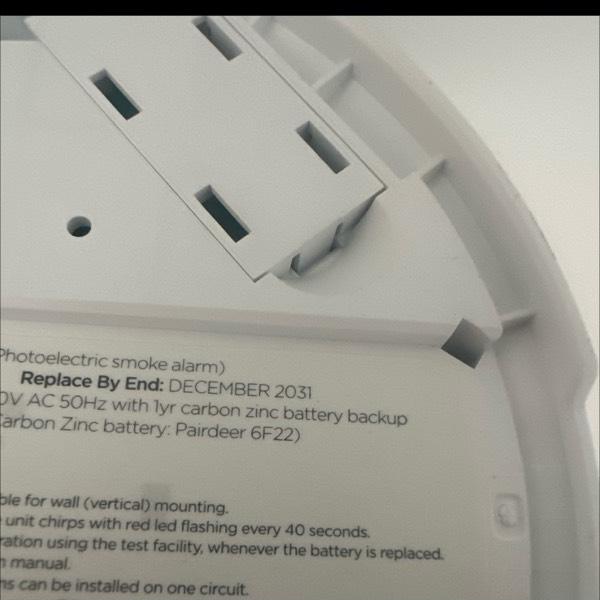 Photoelectric smoke alarm)
Replace By End: DECEMBER 2031
0V AC 50Hz with 1yr carbon zinc battery backup
Carbon Zinc battery: Pairdeer 6F22)
ble for wall (vertical) mounting.
unit chirps with red led flashing every 40 seconds.
ration using the test facility, whenever the battery is replaced.
manual.
ns can be installed on one circuit.